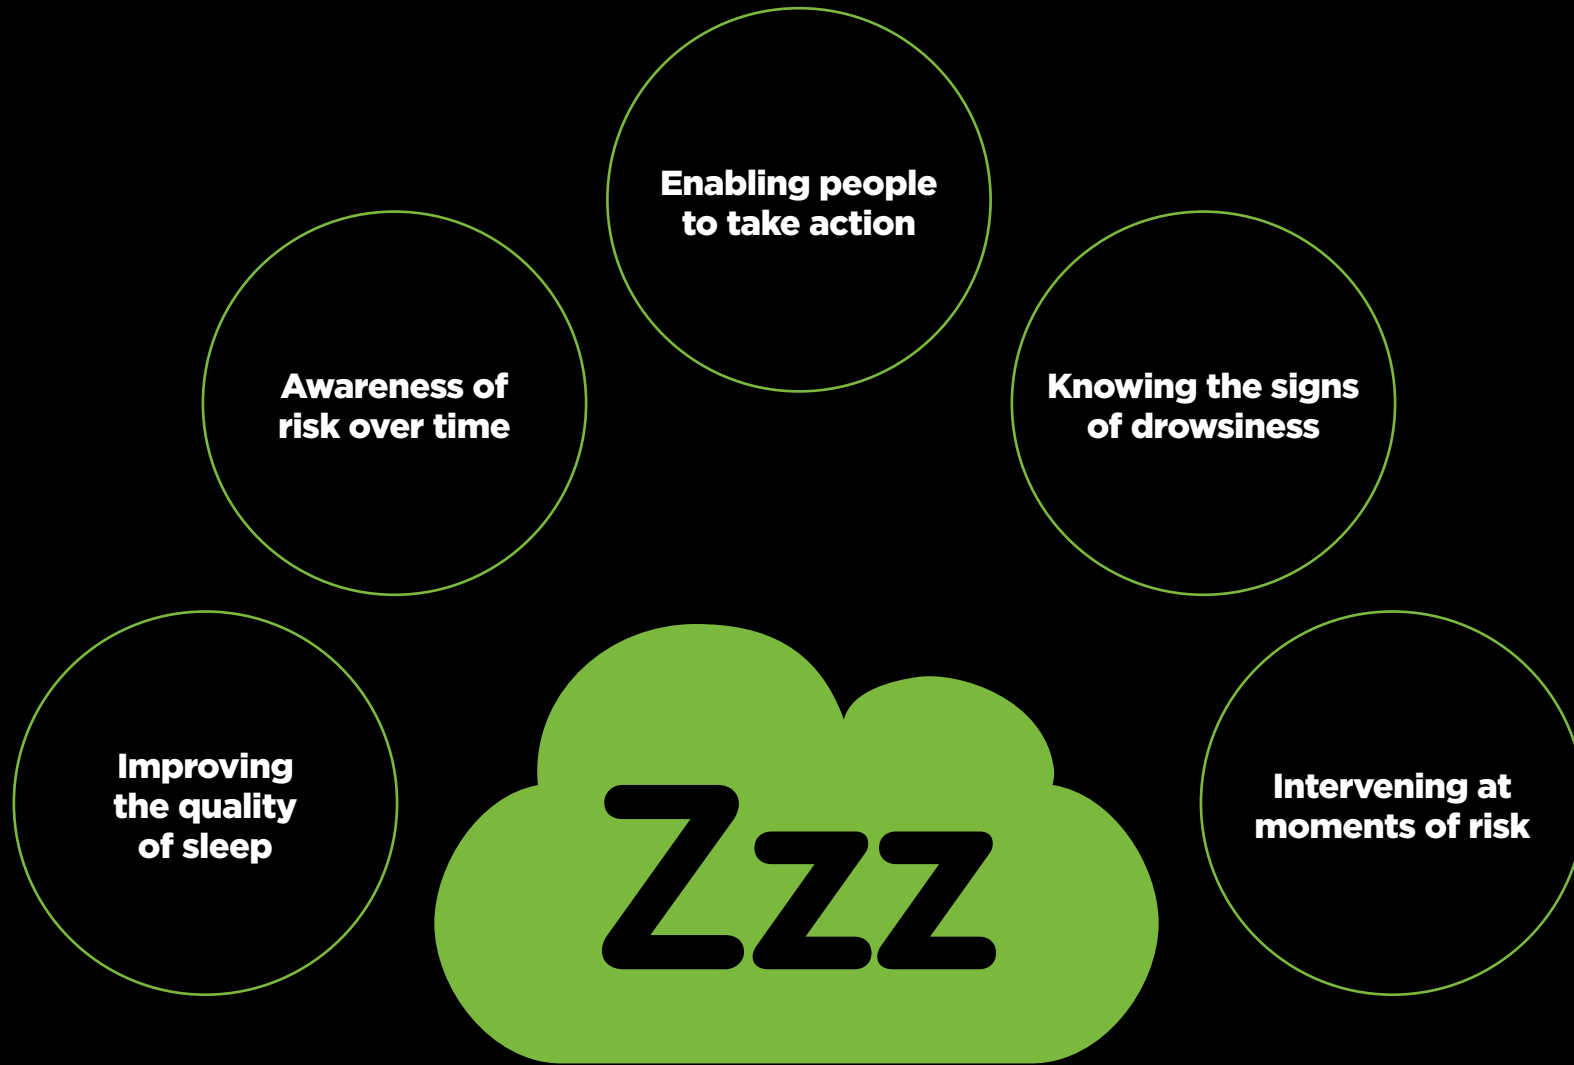 Enabling people
to take action
Awareness of
risk over time
Knowing the signs
of drowsiness
Improving
the quality
of sleep
Intervening at
moments of risk
Zzz